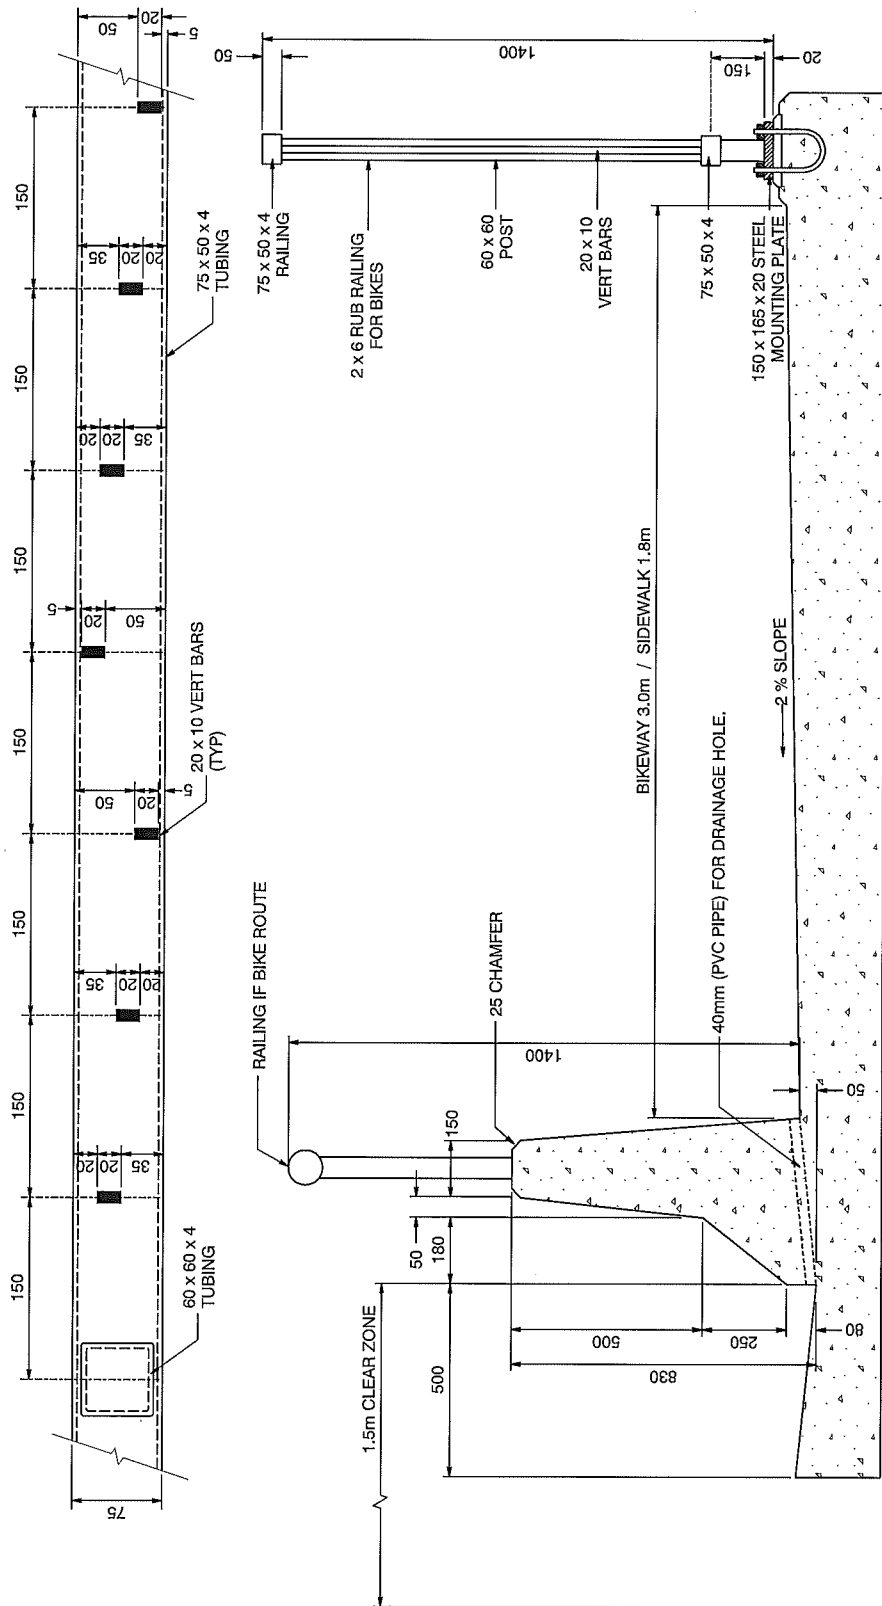 75
150
150
150
150
150
150
150
60 x 60 x 4
TUBING
20
20
35
35
20
20
50
20
5
20 x 10 VERT BARS
(TYP)
5
20
50
20
20
35
35
20
20
75 x 50 x 4
TUBING
50
20
5
1.5m CLEAR ZONE
500
180
50
150
500
250
830
80
RAILING IF BIKE ROUTE
25 CHAMFER
1400
40mm (PVC PIPE) FOR DRAINAGE HOLE.
50
BIKEWAY 3.0m / SIDEWALK 1.8m
2 % SLOPE
75 x 50 x 4
RAILING
2 x 6 RUB RAILING
FOR BIKES
60 x 60
POST
20 x 10
VERT BARS
75 x 50 x 4
150 x 165 x 20 STEEL
MOUNTING PLATE
50
1400
150
20